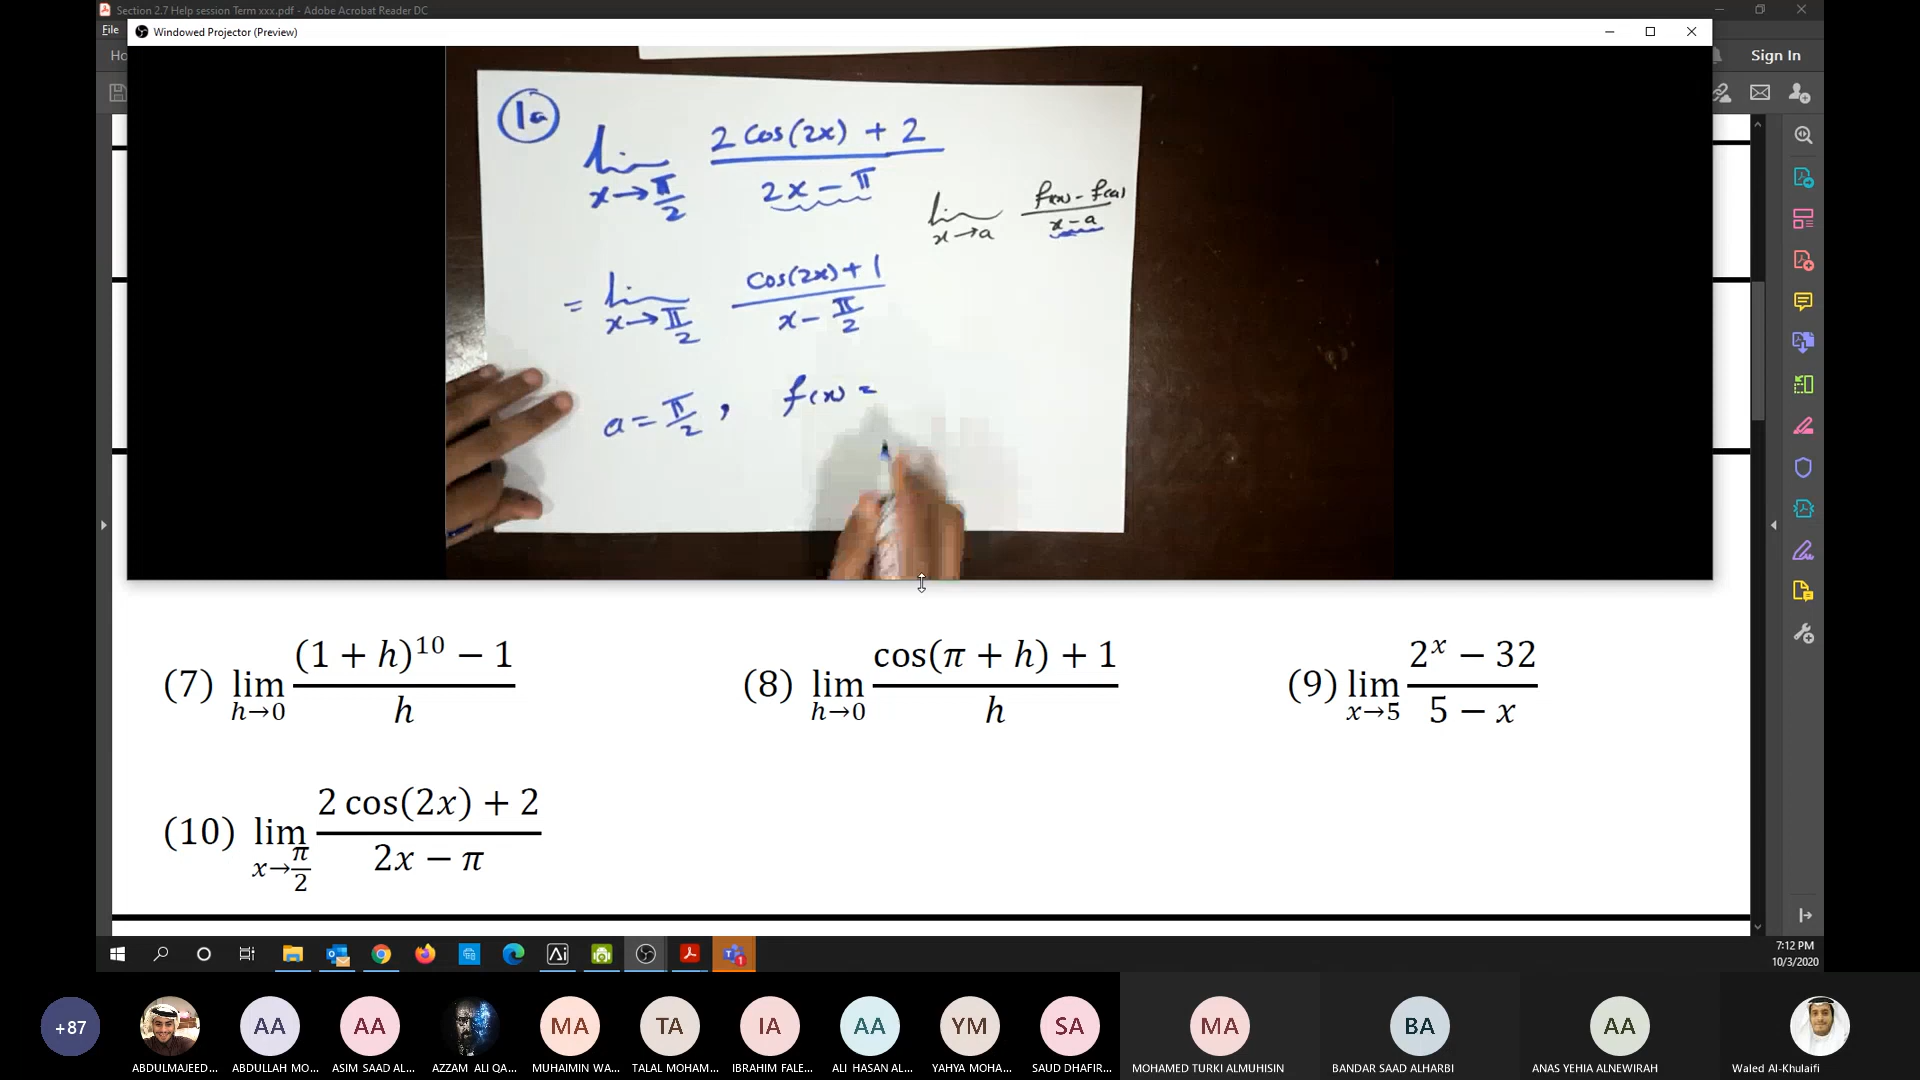 Section 2.7 Help session Term xxx.pdf - Adobe Acrobat Reader DC
File
Windowed Projector (Preview)
Ho
Sign In
1a
lim x→π/2 (2 cos(2x) + 2)/(2x − π)
lim x→a (f(x) − f(a))/(x − a)
= lim x→π/2 (cos(2x) + 1)/(x − π/2)
a = π/2 , f(x) =
(7) lim h→0 ((1 + h)^10 − 1)/h
(8) lim h→0 (cos(π + h) + 1)/h
(9) lim x→5 (2^x − 32)/(5 − x)
(10) lim x→π/2 (2 cos(2x) + 2)/(2x − π)
7:12 PM
10/3/2020
+87
AA
AA
MA
TA
IA
AA
YM
SA
MA
BA
AA
ABDULMAJEED...
ABDULLAH MO...
ASIM SAAD AL...
AZZAM ALI QA...
MUHAIMIN WA...
TALAL MOHAM...
IBRAHIM FALE...
ALI HASAN AL...
YAHYA MOHA...
SAUD DHAFIR...
MOHAMED TURKI ALMUHISIN
BANDAR SAAD ALHARBI
ANAS YEHIA ALNEWIRAH
Waled Al-Khulaifi